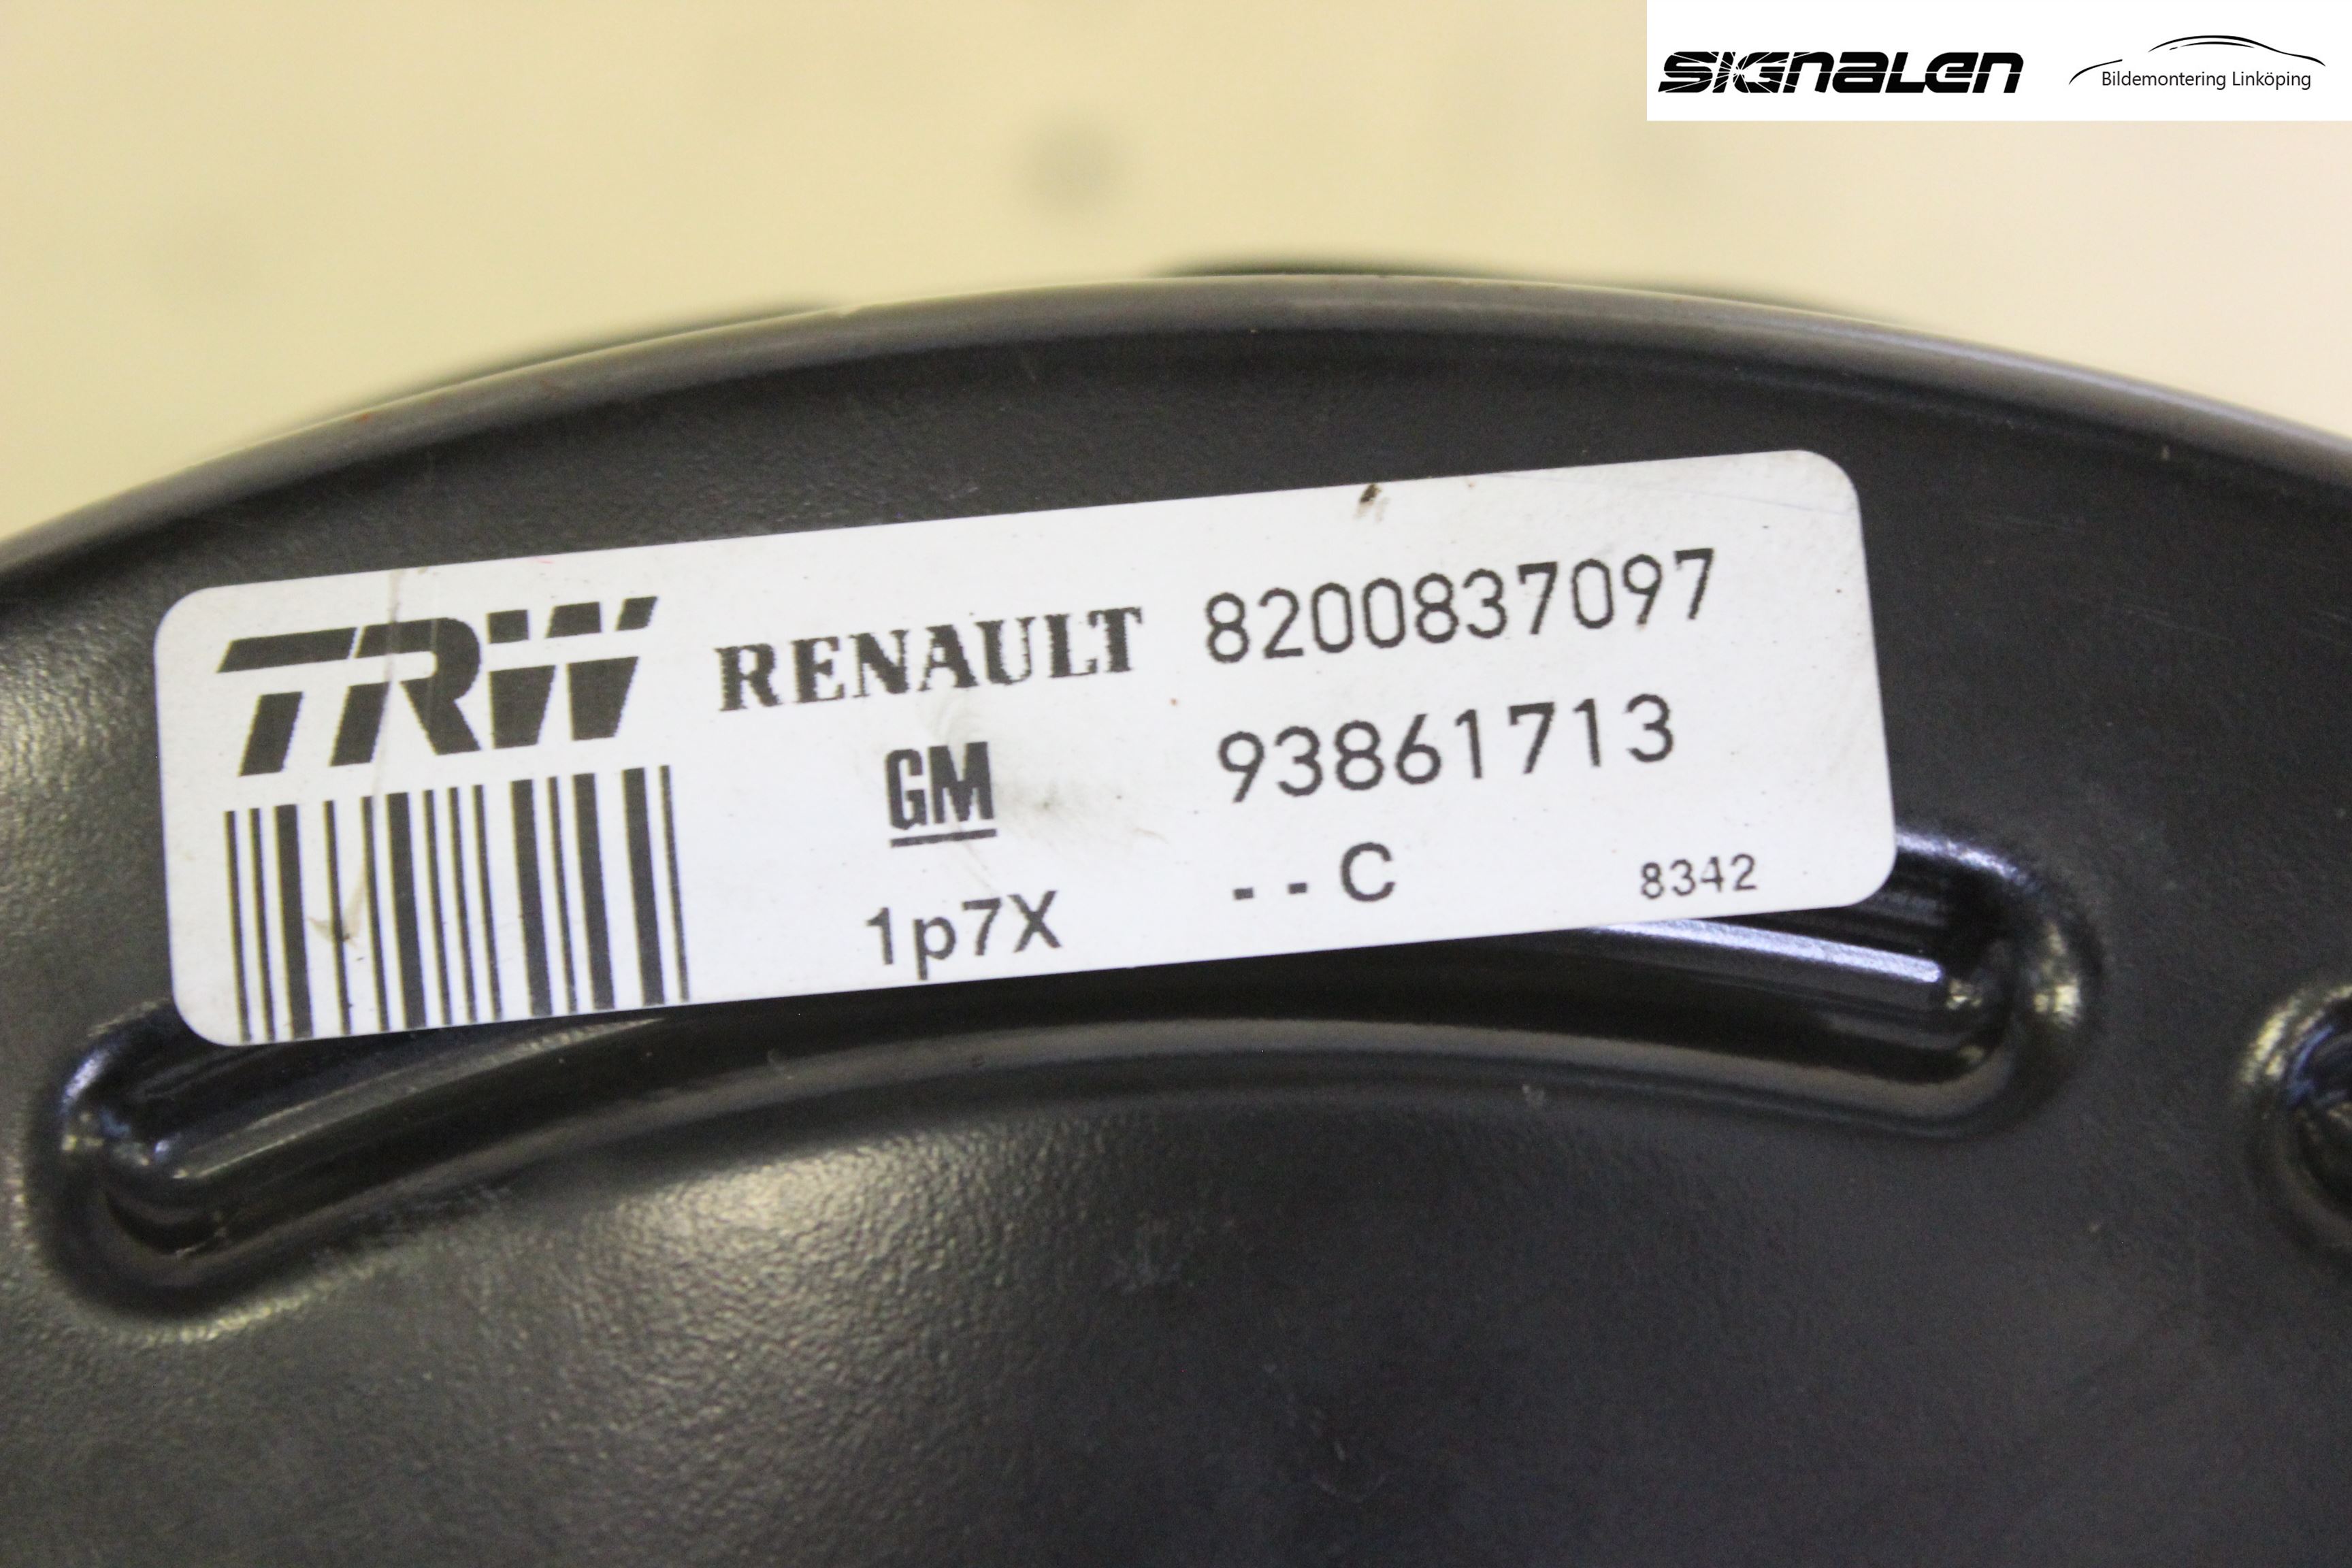 SIGNALEN
Bildemontering Linköping
TRW RENAULT 8200837097
GM 93861713
1p7X - - C 8342